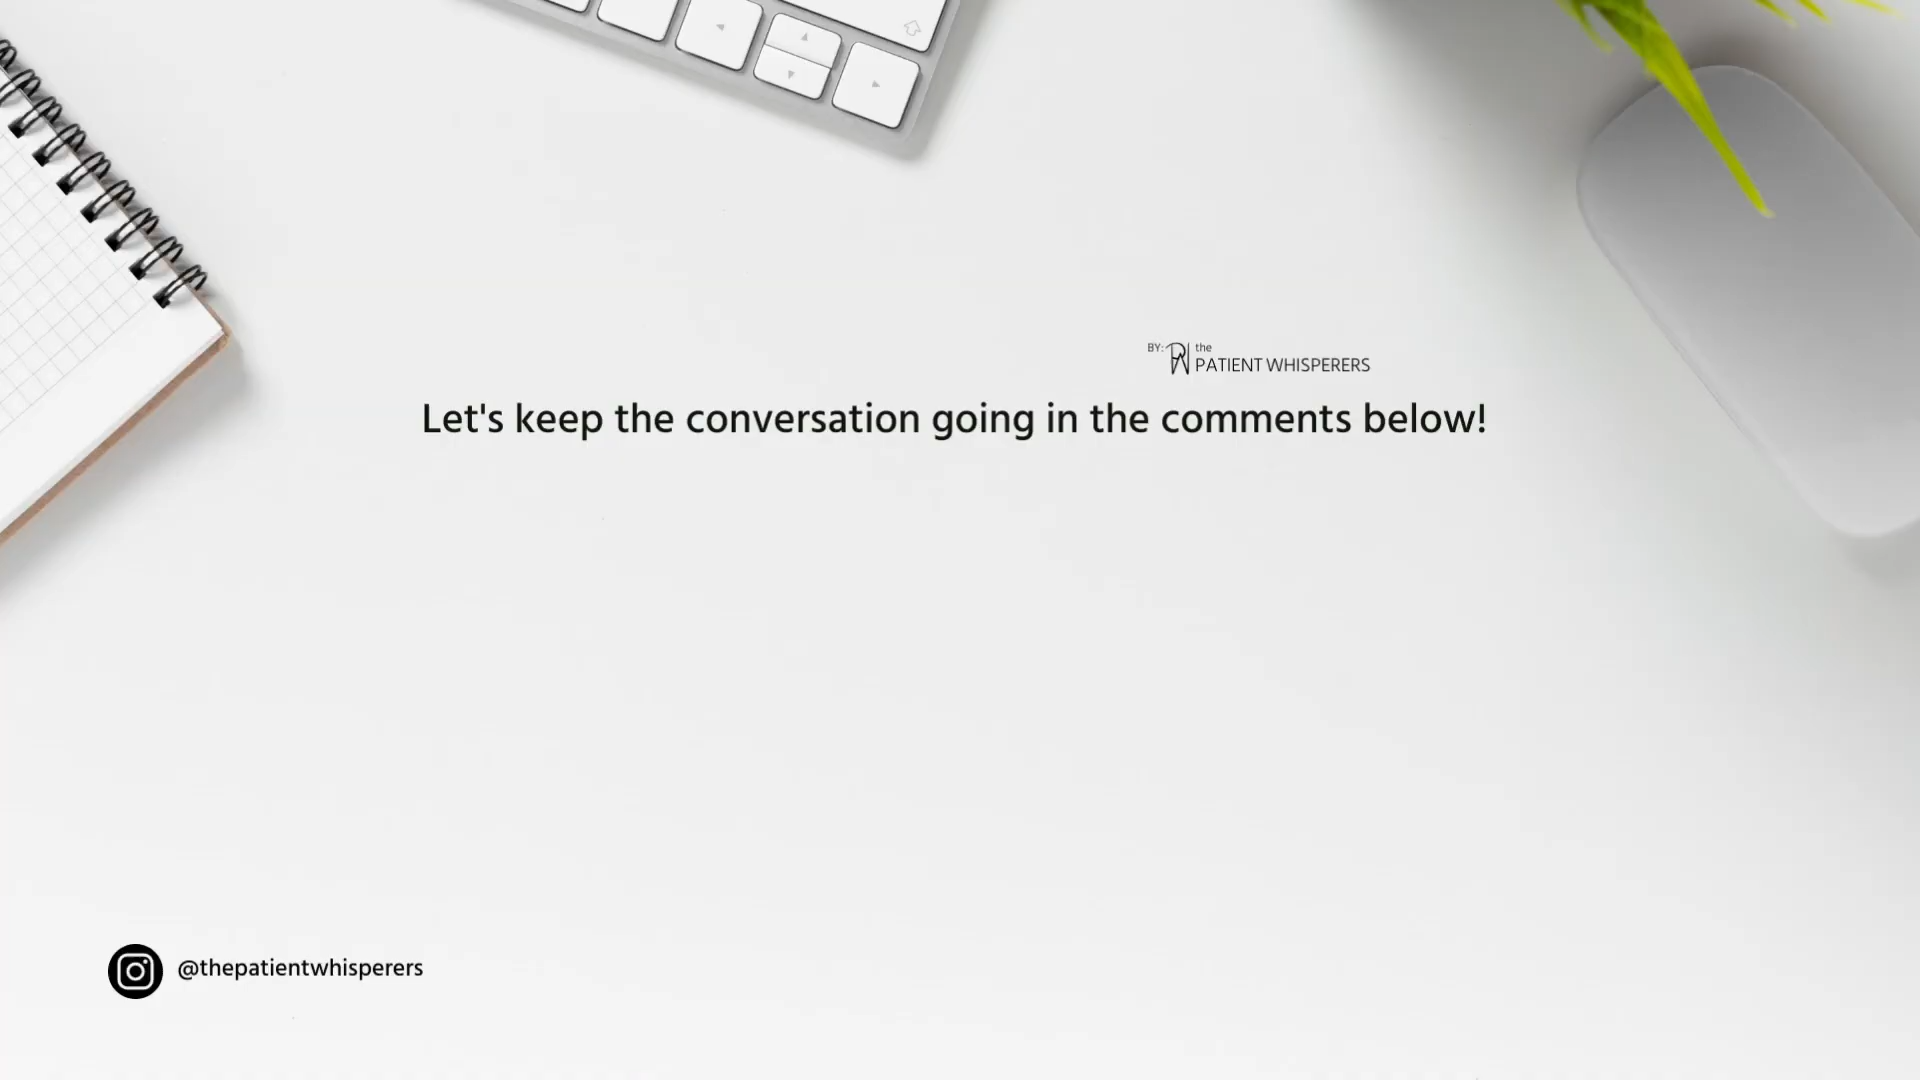 BY: the
PATIENT WHISPERERS
Let's keep the conversation going in the comments below!
@thepatientwhisperers